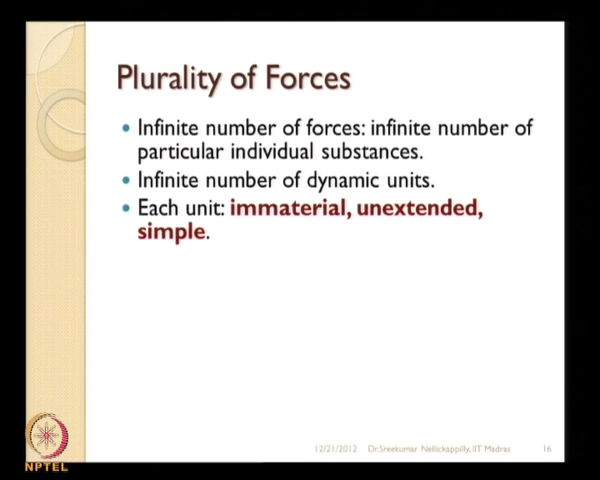 Plurality of Forces
• Infinite number of forces: infinite number of
particular individual substances.
• Infinite number of dynamic units.
• Each unit: immaterial, unextended,
simple.
12/21/2012 Dr.Sreekumar Nellickappilly, IIT Madras 16
NPTEL